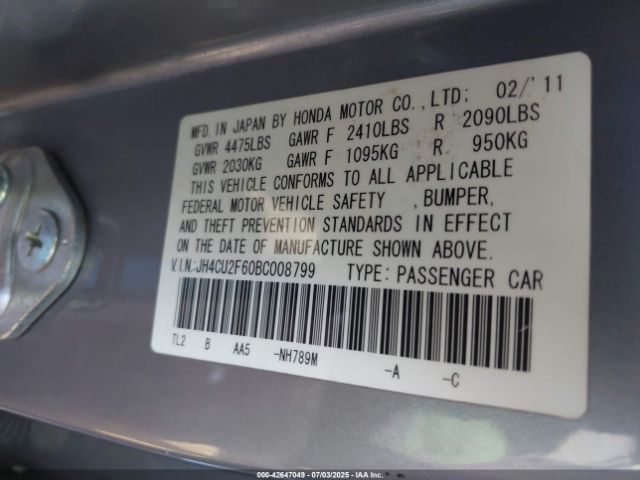 MFD. IN JAPAN BY HONDA MOTOR CO., LTD; 02/'11
GVWR 4475LBS GAWR F 2410LBS R 2090LBS
GVWR 2030KG GAWR F 1095KG R 950KG
THIS VEHICLE CONFORMS TO ALL APPLICABLE
FEDERAL MOTOR VEHICLE SAFETY , BUMPER,
AND THEFT PREVENTION STANDARDS IN EFFECT
ON THE DATE OF MANUFACTURE SHOWN ABOVE.
V.I.N.:JH4CU2F60BC008799 TYPE: PASSENGER CAR
TL2 B AA5 -NH789M -A -C
000-42647049 - 07/03/2025 - IAAI Inc.